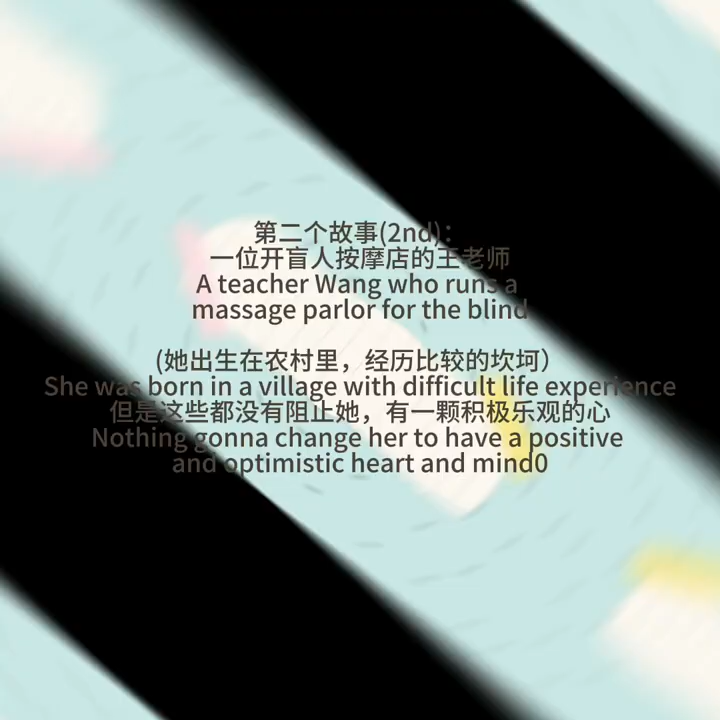 第二个故事(2nd)：
一位开盲人按摩店的王老师
A teacher Wang who runs a
massage parlor for the blind
(她出生在农村里，经历比较的坎坷）
She was born in a village with difficult life experience
但是这些都没有阻止她，有一颗积极乐观的心
Nothing gonna change her to have a positive
and optimistic heart and mind0